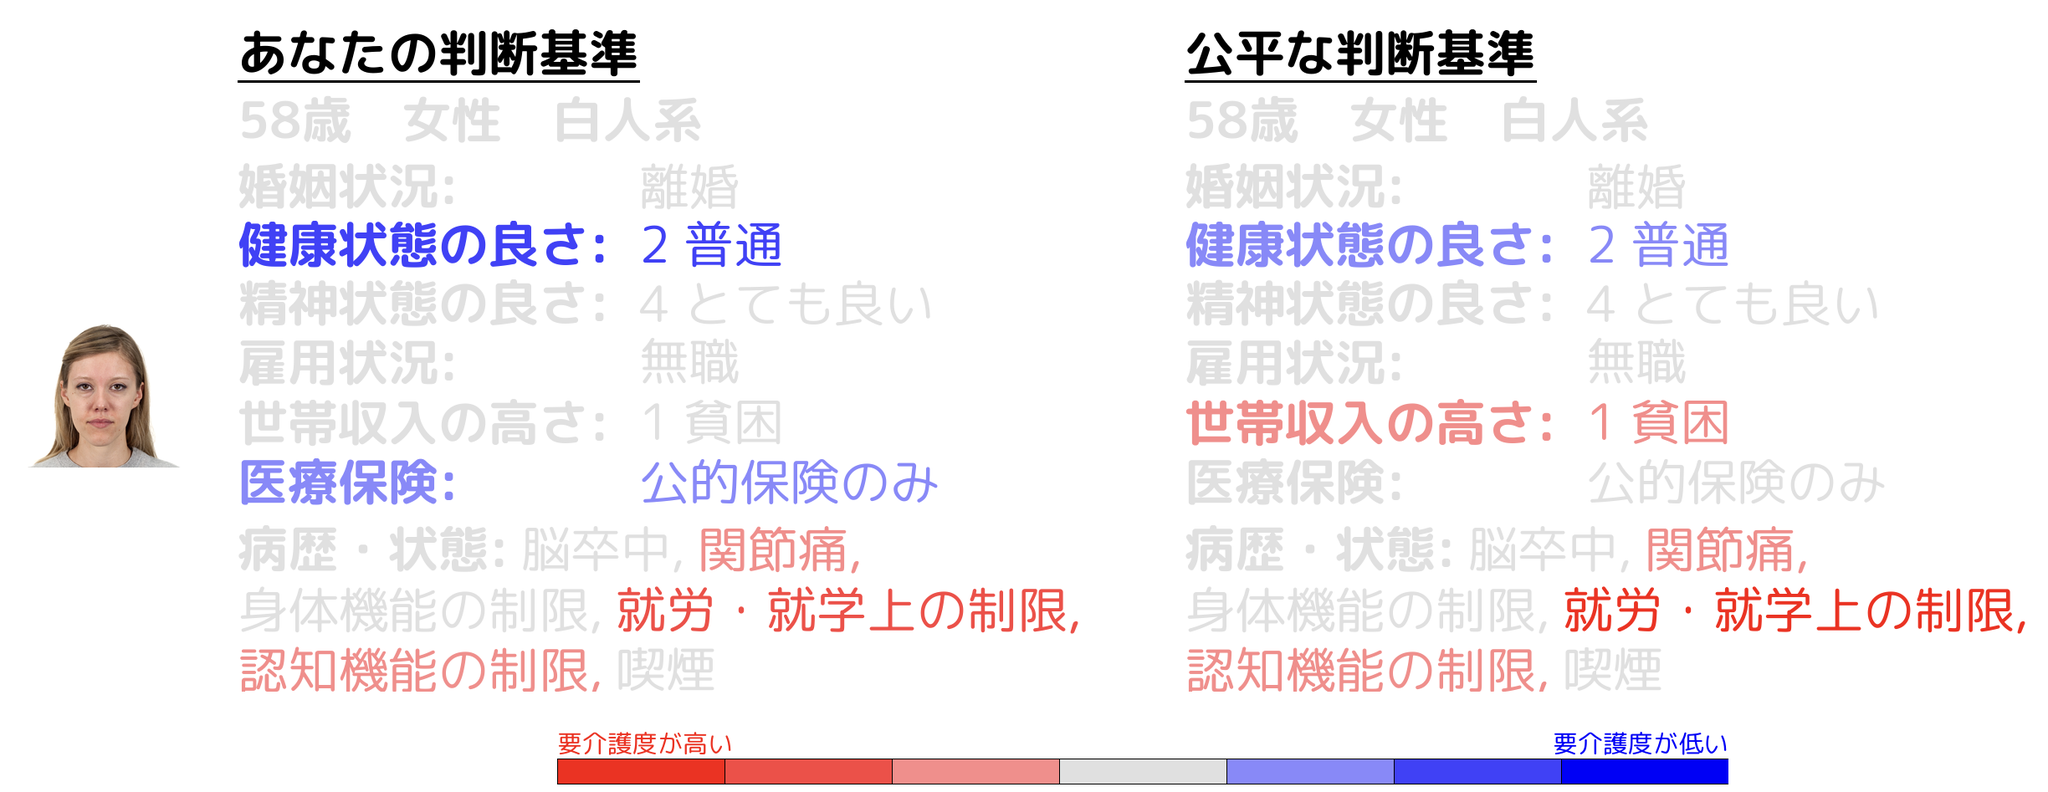 あなたの判断基準
58歳 女性 白人系
婚姻状況: 離婚
健康状態の良さ: 2 普通
精神状態の良さ: 4 とても良い
雇用状況: 無職
世帯収入の高さ: 1 貧困
医療保険: 公的保険のみ
病歴・状態: 脳卒中, 関節痛,
身体機能の制限, 就労・就学上の制限,
認知機能の制限, 喫煙
公平な判断基準
58歳 女性 白人系
婚姻状況: 離婚
健康状態の良さ: 2 普通
精神状態の良さ: 4 とても良い
雇用状況: 無職
世帯収入の高さ: 1 貧困
医療保険: 公的保険のみ
病歴・状態: 脳卒中, 関節痛,
身体機能の制限, 就労・就学上の制限,
認知機能の制限, 喫煙
要介護度が高い
要介護度が低い